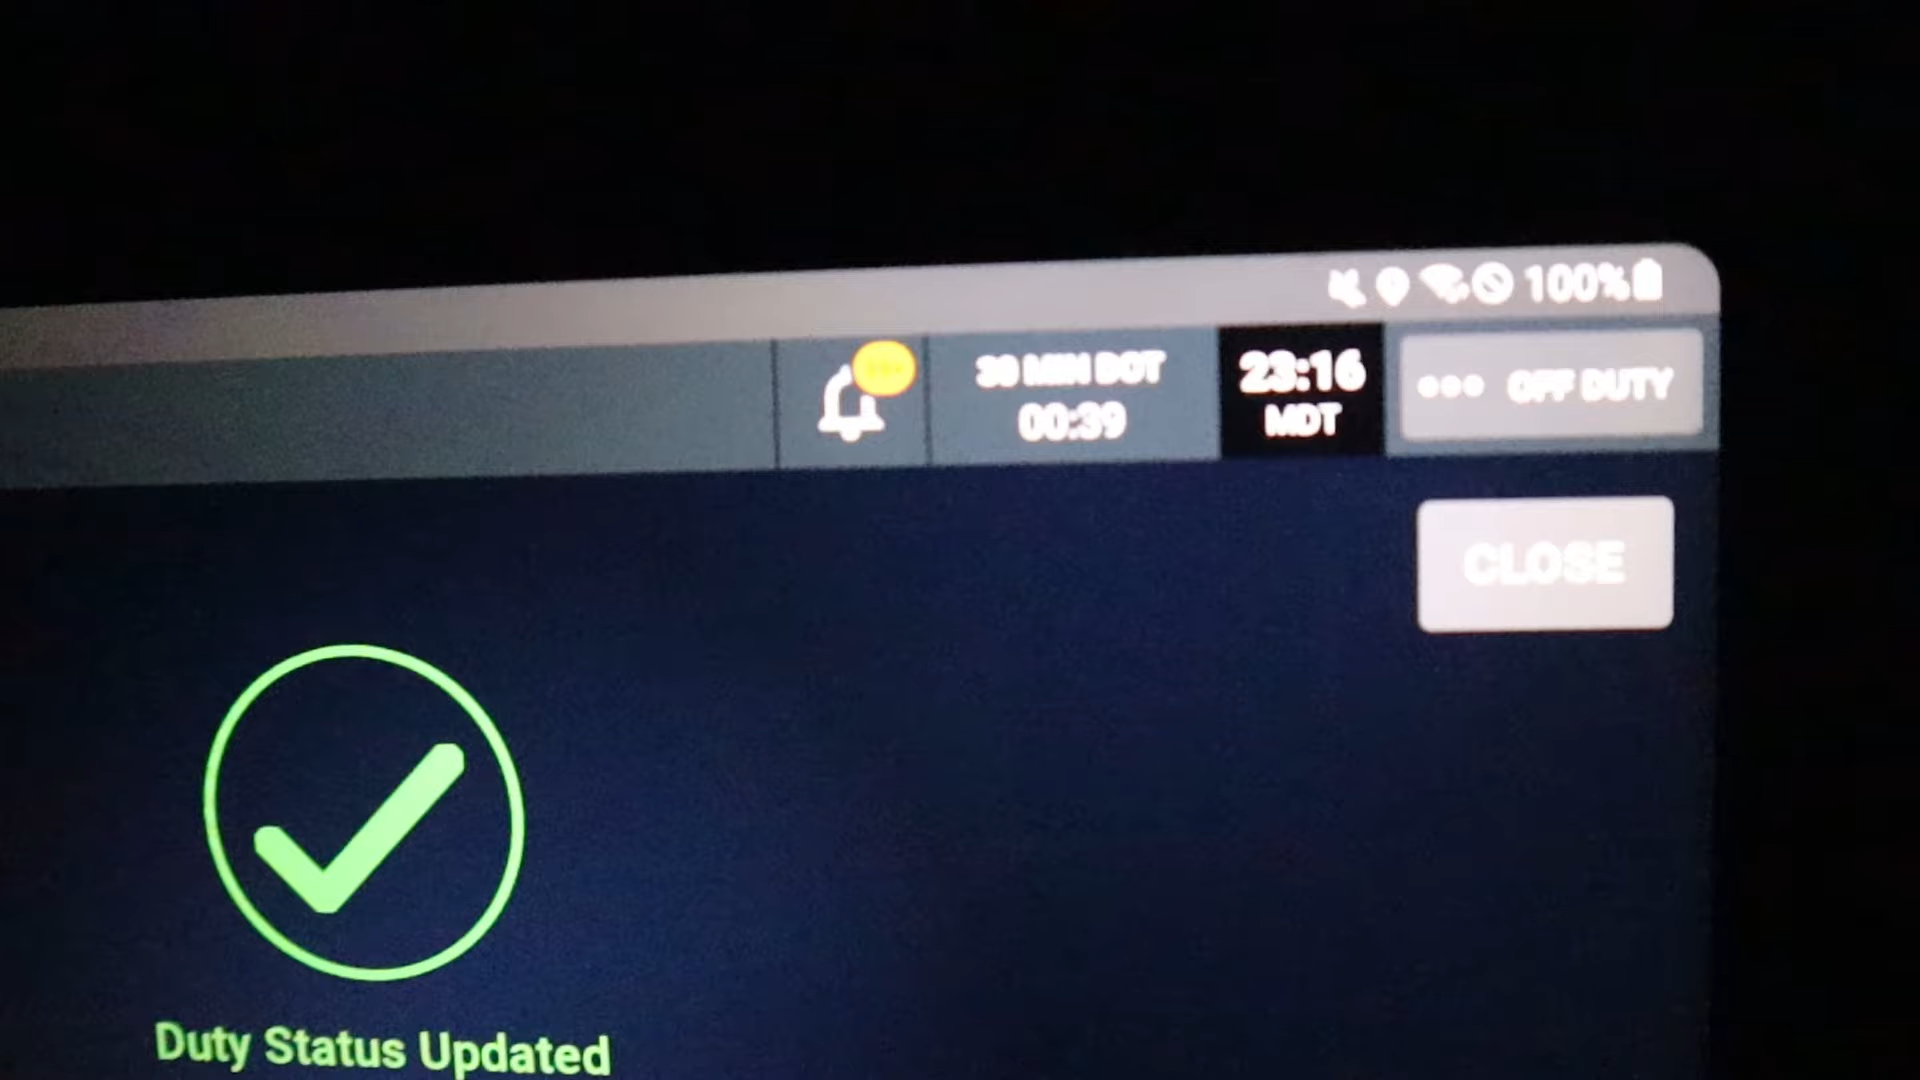 100%
30 MIN DOT
00:39
23:16
MDT
OFF DUTY
CLOSE
Duty Status Updated